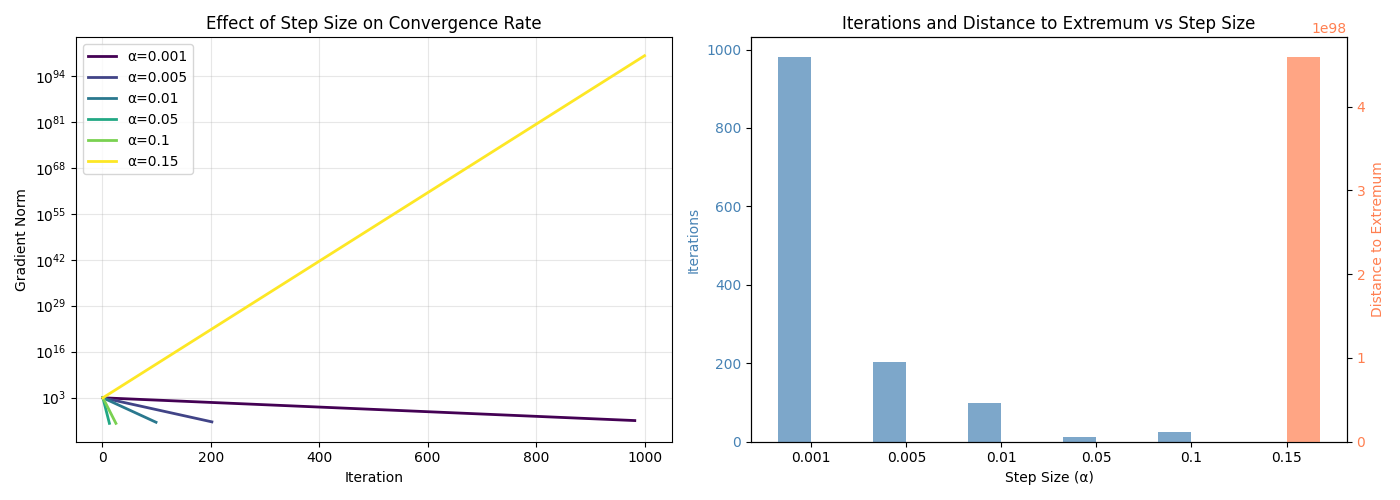 Effect of Step Size on Convergence Rate
α=0.001
α=0.005
α=0.01
α=0.05
α=0.1
α=0.15
Gradient Norm
10^94
10^81
10^68
10^55
10^42
10^29
10^16
10^3
0 200 400 600 800 1000
Iteration
Iterations and Distance to Extremum vs Step Size
1e98
Iterations
1000
800
600
400
200
0
0.001 0.005 0.01 0.05 0.1 0.15
Step Size (α)
4
3
2
1
0
Distance to Extremum